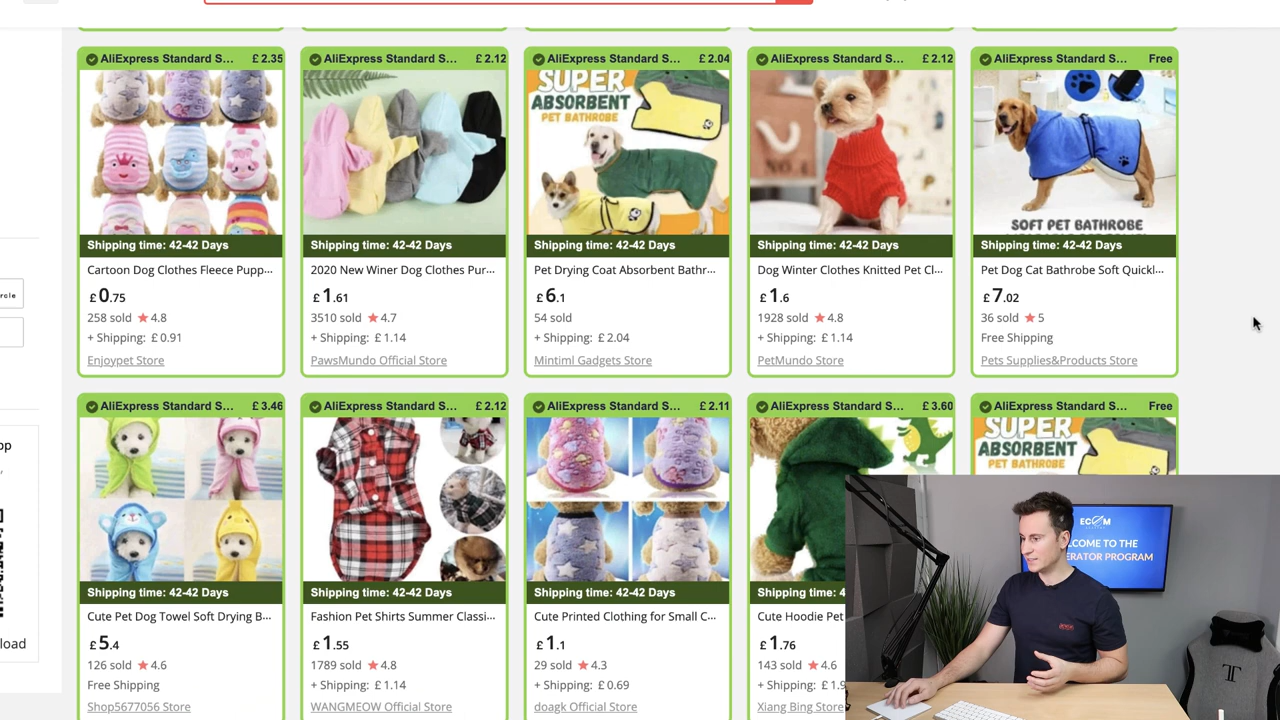 AliExpress Standard S... £ 2.35
AliExpress Standard S... £ 2.12
AliExpress Standard S... £ 2.04
AliExpress Standard S... £ 2.12
AliExpress Standard S... Free
SUPER
ABSORBENT
PET BATHROBE
NO.
SOFT PET BATHROBE
Shipping time: 42-42 Days
Shipping time: 42-42 Days
Shipping time: 42-42 Days
Shipping time: 42-42 Days
Shipping time: 42-42 Days
Cartoon Dog Clothes Fleece Pupp...
£ 0.75
258 sold ★ 4.8
+ Shipping: £ 0.91
Enjoypet Store
2020 New Winer Dog Clothes Pur...
£ 1.61
3510 sold ★ 4.7
+ Shipping: £ 1.14
PawsMundo Official Store
Pet Drying Coat Absorbent Bathr...
£ 6.1
54 sold
+ Shipping: £ 2.04
Mintiml Gadgets Store
Dog Winter Clothes Knitted Pet Cl...
£ 1.6
1928 sold ★ 4.8
+ Shipping: £ 1.14
PetMundo Store
Pet Dog Cat Bathrobe Soft Quickl...
£ 7.02
36 sold ★ 5
Free Shipping
Pets Supplies&Products Store
rcle
AliExpress Standard S... £ 3.46
AliExpress Standard S... £ 2.12
AliExpress Standard S... £ 2.11
AliExpress Standard S... £ 3.60
AliExpress Standard S... Free
SUPER
ABSORBENT
PET BATHROBE
Shipping time: 42-42 Days
Shipping time: 42-42 Days
Shipping time: 42-42 Days
Shipping time: 4
Cute Pet Dog Towel Soft Drying B...
£ 5.4
126 sold ★ 4.6
Free Shipping
Shop5677056 Store
Fashion Pet Shirts Summer Classi...
£ 1.55
1789 sold ★ 4.8
+ Shipping: £ 1.14
WANGMEOW Official Store
Cute Printed Clothing for Small C...
£ 1.1
29 sold ★ 4.3
+ Shipping: £ 0.69
doagk Official Store
Cute Hoodie Pet
£ 1.76
143 sold ★ 4.6
+ Shipping: £ 1.9
Xiang Bing Store
pp
load
ECOM
LCOME TO THE
ERATOR PROGRAM